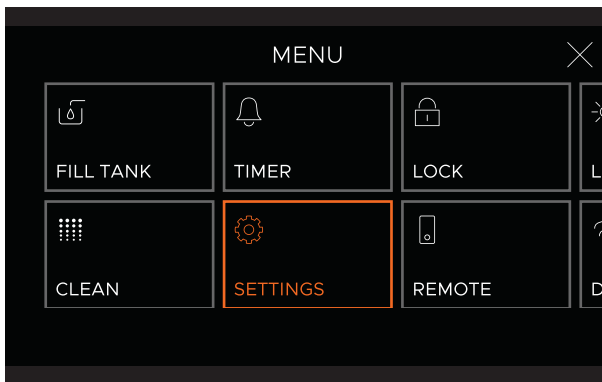 MENU
FILL TANK
TIMER
LOCK
L
CLEAN
SETTINGS
REMOTE
D